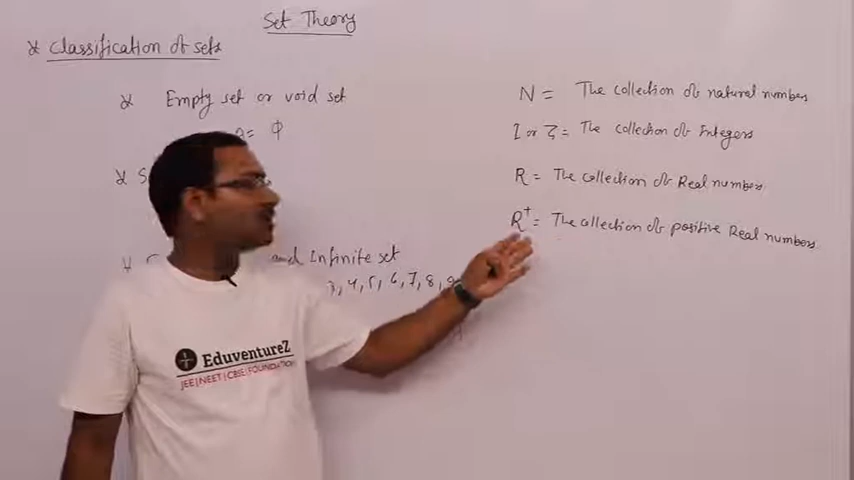 Set Theory
* Classification of sets
* Empty set or void set
= ϕ
* S
* and Infinite set
3, 4, 5, 6, 7, 8, 9
N = The collection of natural numbers
I or Z = The collection of Integers
R = The collection of Real numbers
R⁺ = The collection of positive Real numbers
EduventureZ
JEE|NEET|CBSE|FOUNDATION